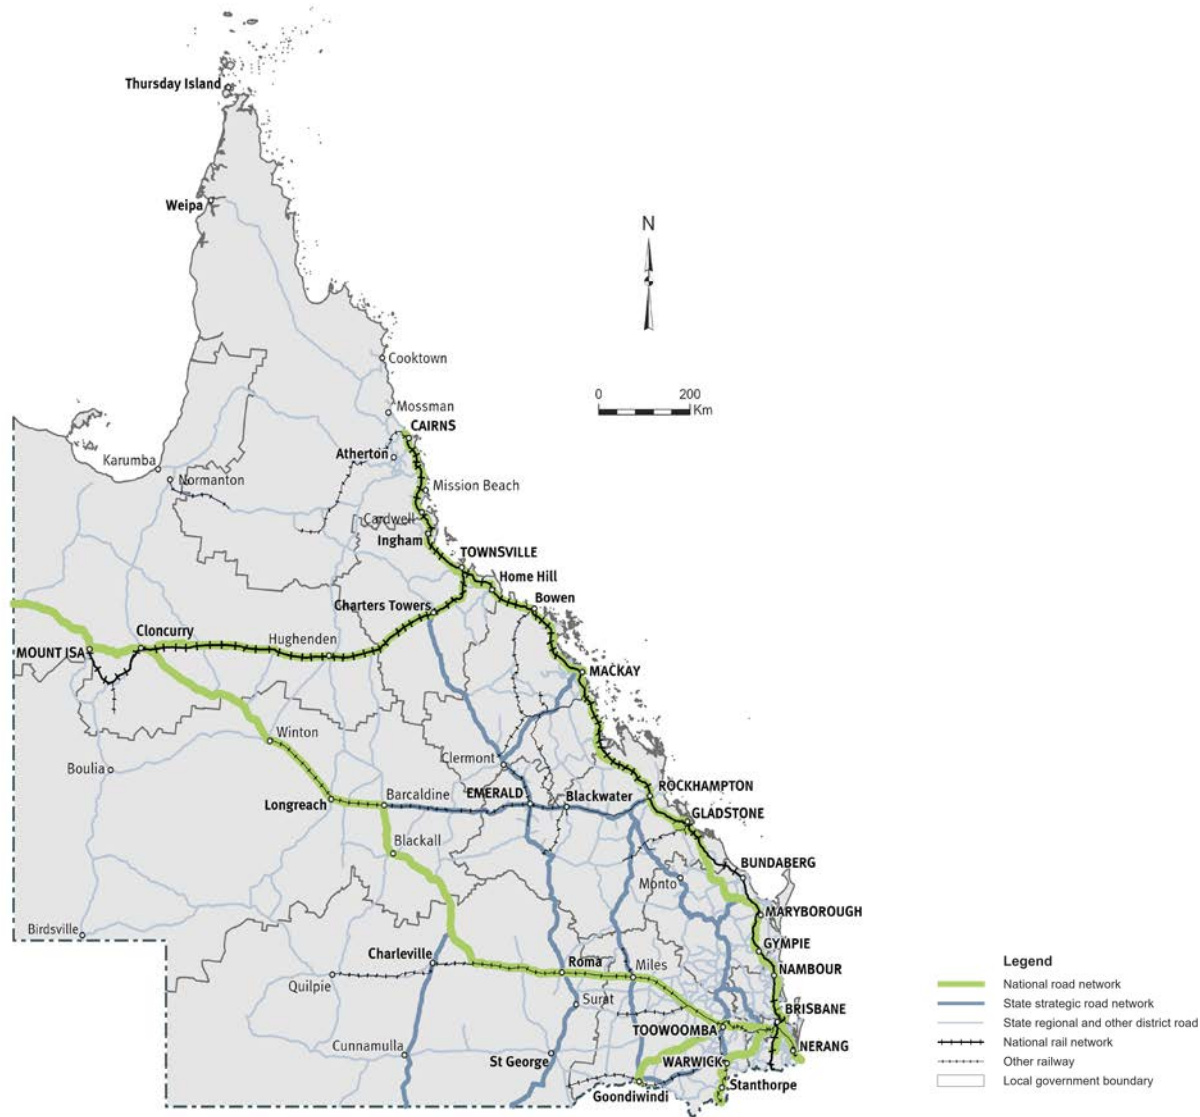 Thursday Island
Weipa
N
Cooktown
0 200
Km
Mossman
CAIRNS
Atherton
Karumba
Normanton
Mission Beach
Cardwell
Ingham
TOWNSVILLE
Home Hill
Bowen
Charters Towers
Cloncurry
Hughenden
MOUNT ISA
MACKAY
Winton
Clermont
Boulia
ROCKHAMPTON
EMERALD
Blackwater
Barcaldine
Longreach
GLADSTONE
Blackall
BUNDABERG
Monto
MARYBOROUGH
Birdsville
GYMPIE
Charleville
Roma
Miles
NAMBOUR
Quilpie
Surat
BRISBANE
TOOWOOMBA
NERANG
Cunnamulla
St George
WARWICK
Stanthorpe
Goondiwindi
Legend
National road network
State strategic road network
State regional and other district road
National rail network
Other railway
Local government boundary